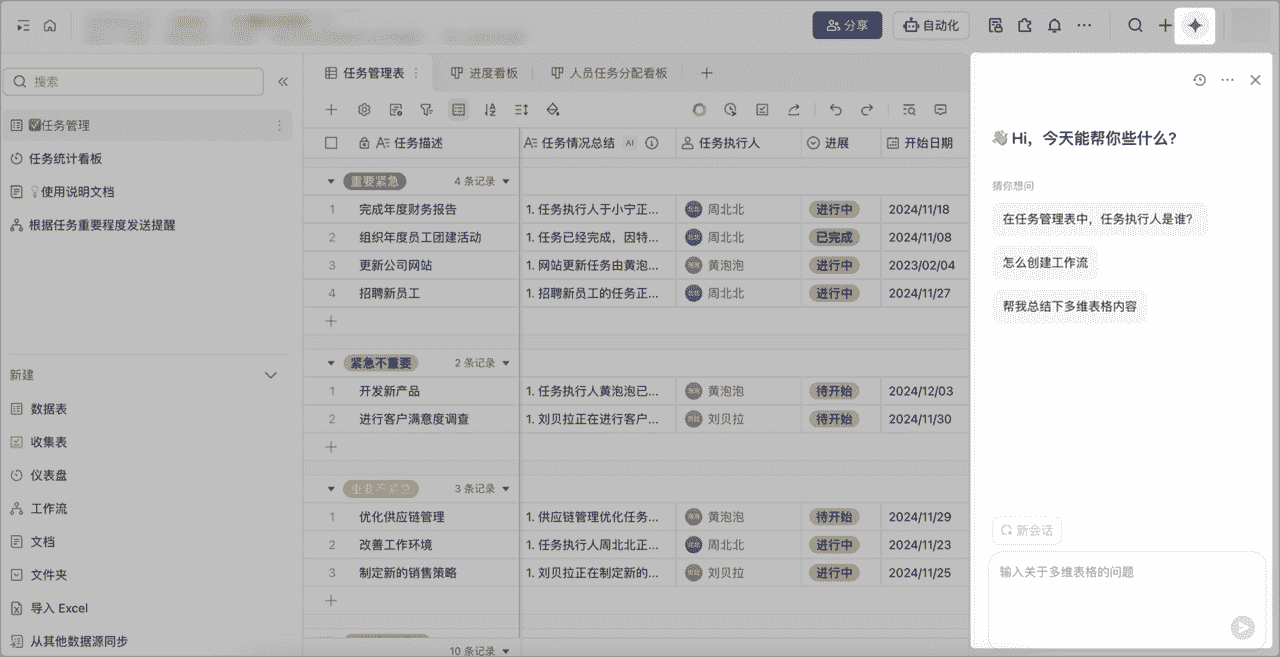 分享
自动化
搜索
任务管理
任务统计看板
使用说明文档
根据任务重要程度发送提醒
新建
数据表
收集表
仪表盘
工作流
文档
文件夹
导入 Excel
从其他数据源同步
任务管理表
进度看板
人员任务分配看板
任务描述 任务情况总结 AI 任务执行人 进展 开始日期
重要紧急 4 条记录
1 完成年度财务报告 1. 任务执行人于小宁正... 周北北 进行中 2024/11/18
2 组织年度员工团建活动 1. 任务已经完成，因特... 周北北 已完成 2024/11/08
3 更新公司网站 1. 网站更新任务由黄泡... 黄泡泡 进行中 2023/02/04
4 招聘新员工 1. 招聘新员工的任务正... 周北北 进行中 2024/11/27
紧急不重要 2 条记录
1 开发新产品 1. 任务执行人黄泡泡已... 黄泡泡 待开始 2024/12/03
2 进行客户满意度调查 1. 刘贝拉正在进行客户... 刘贝拉 待开始 2024/11/30
重要不紧急 3 条记录
1 优化供应链管理 1. 供应链管理优化任务... 黄泡泡 待开始 2024/11/29
2 改善工作环境 1. 任务执行人周北北正... 周北北 进行中 2024/11/23
3 制定新的销售策略 1. 刘贝拉正在制定新的... 刘贝拉 进行中 2024/11/25
10 条记录
Hi，今天能帮你些什么？
猜你想问
在任务管理表中，任务执行人是谁？
怎么创建工作流
帮我总结下多维表格内容
新会话
输入关于多维表格的问题